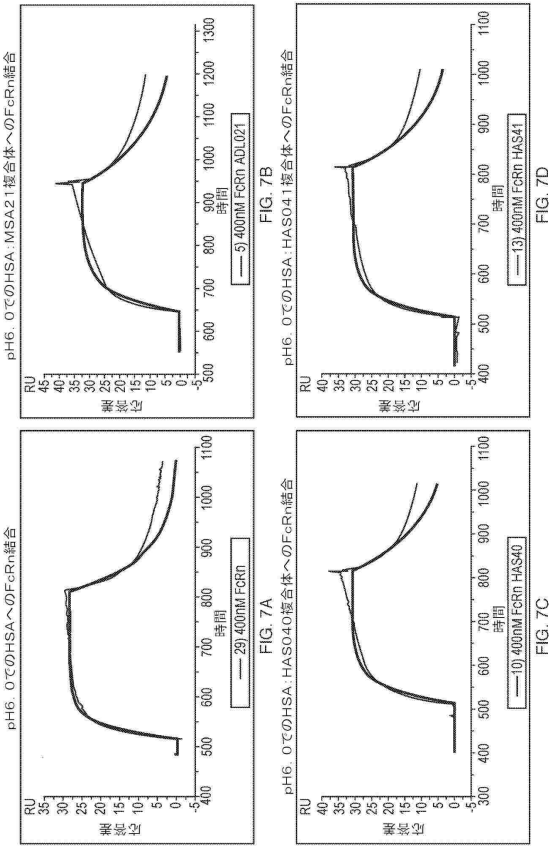 pH6.0でのHSAへのFcRn結合
RU
35
30
25
20
15
10
5
0
応答差
400 500 600 700 800 900 1000 1100
時間
29) 400nM FcRn
FIG. 7A
pH6.0でのHSA:MSA21複合体へのFcRn結合
RU
45
40
35
30
25
20
15
10
5
0
応答差
500 600 700 800 900 1000 1100 1200 1300
時間
5) 400nM FcRn ADL021
FIG. 7B
pH6.0でのHSA:HAS040複合体へのFcRn結合
RU
40
35
30
25
20
15
10
5
0
応答差
300 400 500 600 700 800 900 1000 1100
時間
10) 400nM FcRn HAS40
FIG. 7C
pH6.0でのHSA:HAS041複合体へのFcRn結合
RU
40
35
30
25
20
15
10
5
0
応答差
400 500 600 700 800 900 1000 1100
時間
13) 400nM FcRn HAS41
FIG. 7D